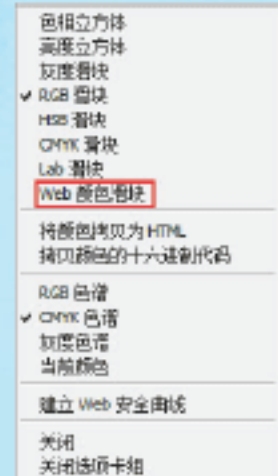 色相立方体
亮度立方体
灰度滑块
RGB 滑块
HSB 滑块
CMYK 滑块
Lab 滑块
Web 颜色滑块
将颜色拷贝为 HTML
拷贝颜色的十六进制代码
RGB 色谱
CMYK 色谱
灰度色谱
当前颜色
建立 Web 安全曲线
关闭
关闭选项卡组